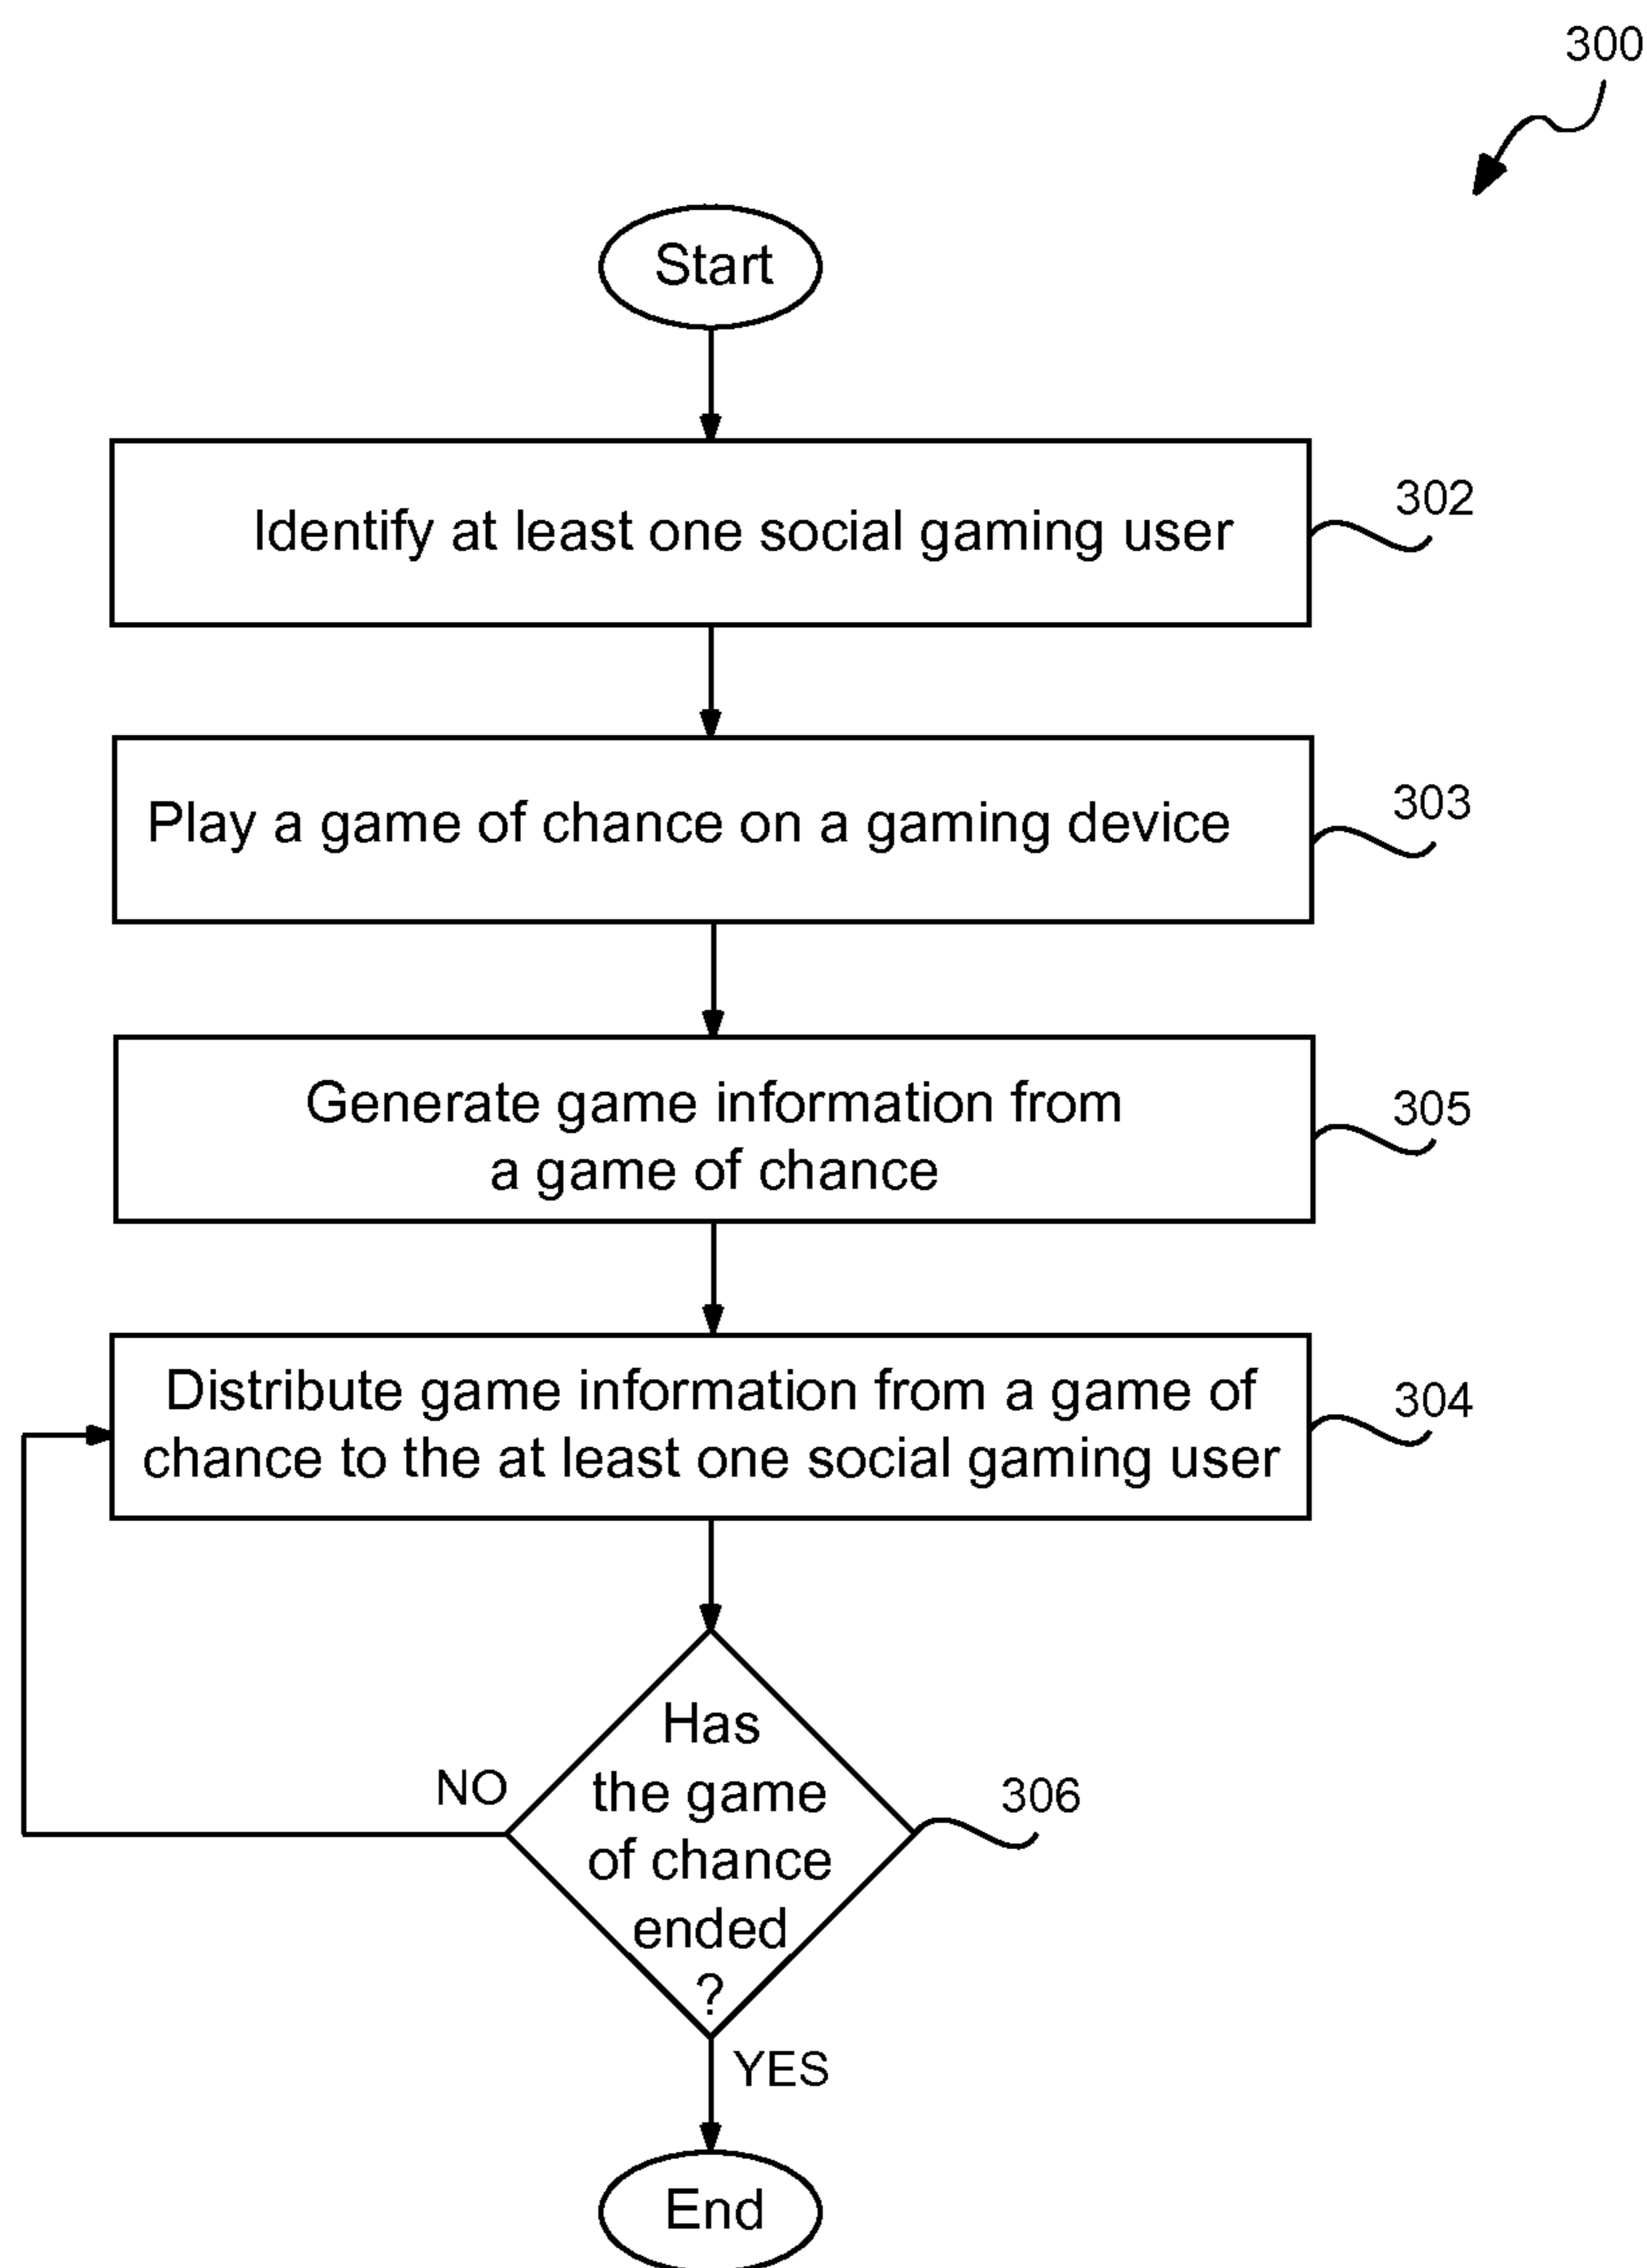 300
Start
Identify at least one social gaming user
302
Play a game of chance on a gaming device
303
Generate game information from
a game of chance
305
Distribute game information from a game of
chance to the at least one social gaming user
304
Has
the game
of chance
ended
?
NO
306
YES
End